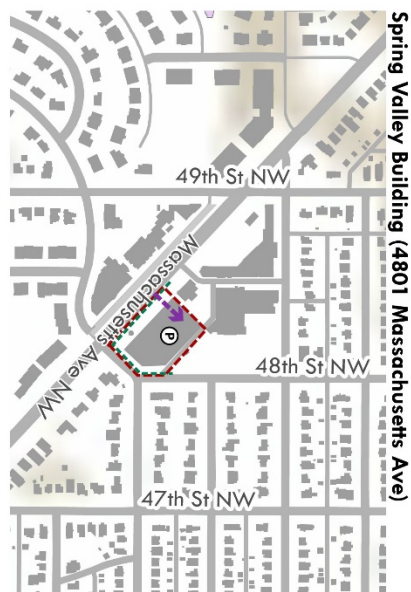 Spring Valley Building (4801 Massachusetts Ave)
49th St NW
Massachusetts Ave NW
P
48th St NW
47th St NW